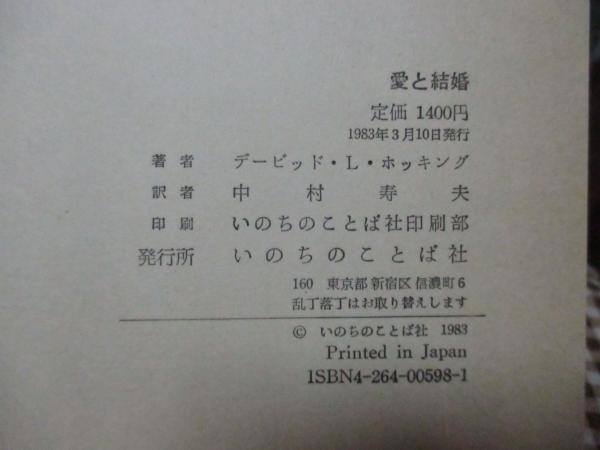 愛と結婚
定価 1400円
1983年3月10日発行
著者 デービッド・L・ホッキング
訳者 中村寿夫
印刷 いのちのことば社印刷部
発行所 いのちのことば社
160 東京都新宿区信濃町6
乱丁落丁はお取り替えします
© いのちのことば社 1983
Printed in Japan
ISBN4-264-00598-1